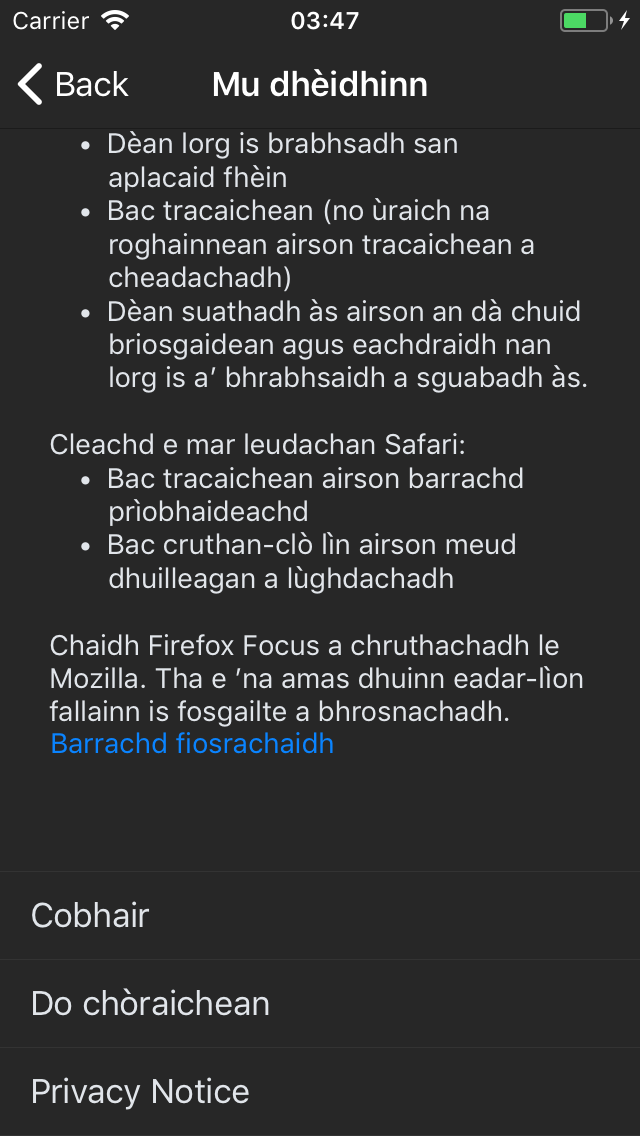 Carrier 03:47
Back Mu dhèidhinn
• Dèan lorg is brabhsadh san
aplacaid fhèin
• Bac tracaichean (no ùraich na
roghainnean airson tracaichean a
cheadachadh)
• Dèan suathadh às airson an dà chuid
briosgaidean agus eachdraidh nan
lorg is a’ bhrabhsaidh a sguabadh às.
Cleachd e mar leudachan Safari:
• Bac tracaichean airson barrachd
prìobhaideachd
• Bac cruthan-clò lìn airson meud
dhuilleagan a lùghdachadh
Chaidh Firefox Focus a chruthachadh le
Mozilla. Tha e ’na amas dhuinn eadar-lìon
fallainn is fosgailte a bhrosnachadh.
Barrachd fiosrachaidh
Cobhair
Do chòraichean
Privacy Notice